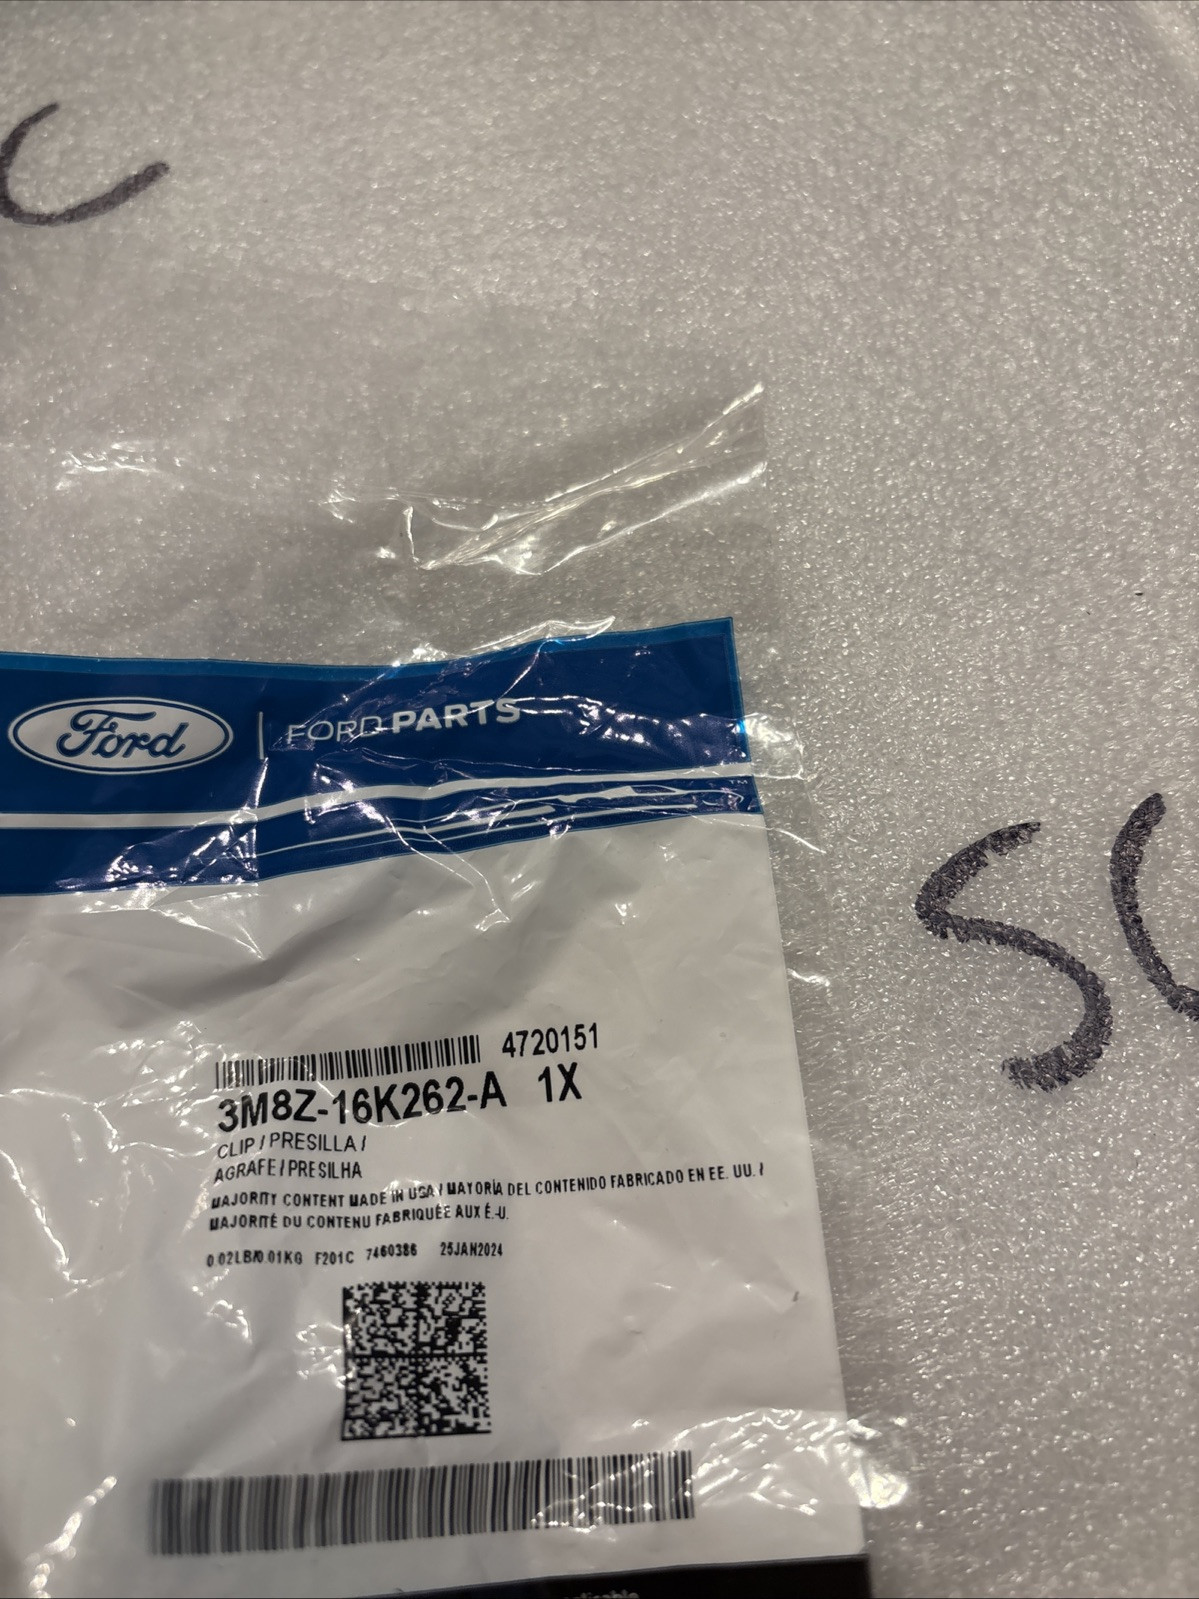 C
Ford | FORD PARTS
™
4720151
3M8Z-16K262-A 1X
CLIP / PRESILLA /
AGRAFE / PRESILHA
MAJORITY CONTENT MADE IN USA / MAYORÍA DEL CONTENIDO FABRICADO EN EE. UU. /
MAJORITÉ DU CONTENU FABRIQUÉE AUX É.-U.
0.02LB/0.01KG F201C 7460386 25JAN2024